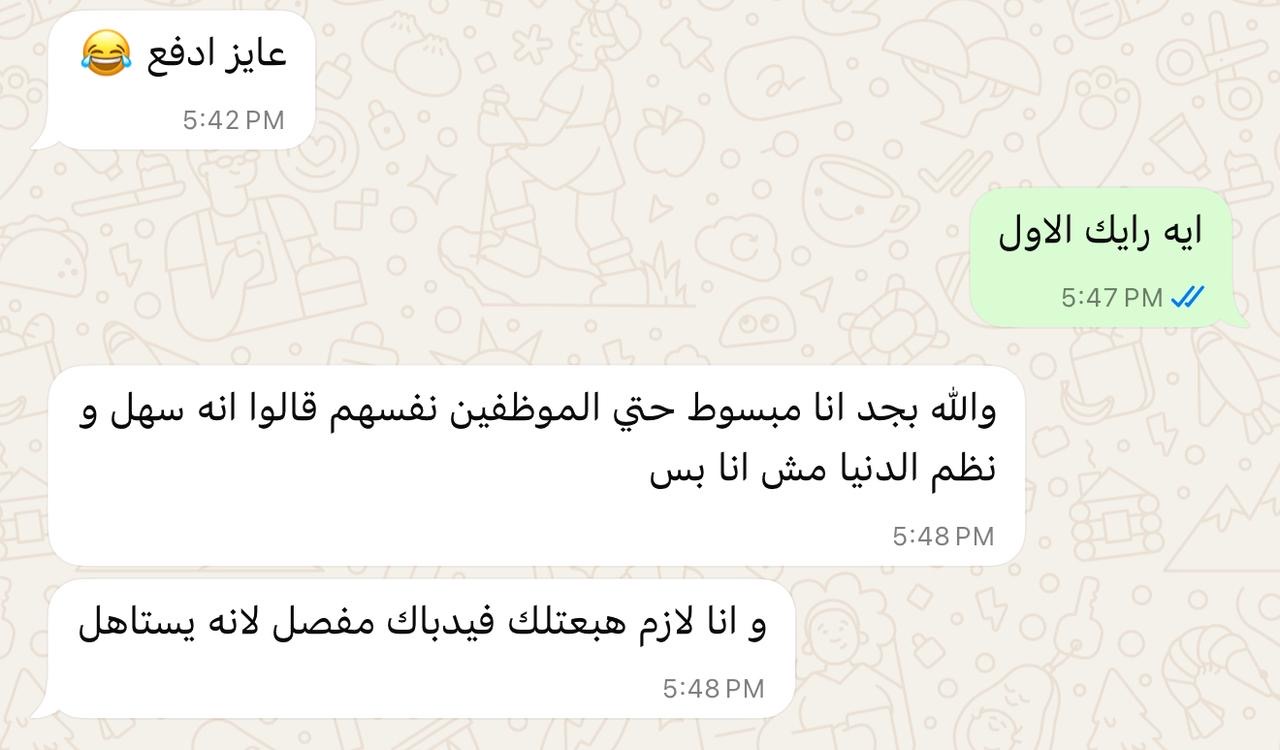 عايز ادفع 😂
5:42 PM
ايه رايك الاول
5:47 PM
والله بجد انا مبسوط حتي الموظفين نفسهم قالوا انه سهل و
نظم الدنيا مش انا بس
5:48 PM
و انا لازم هبعتلك فيدباك مفصل لانه يستاهل
5:48 PM